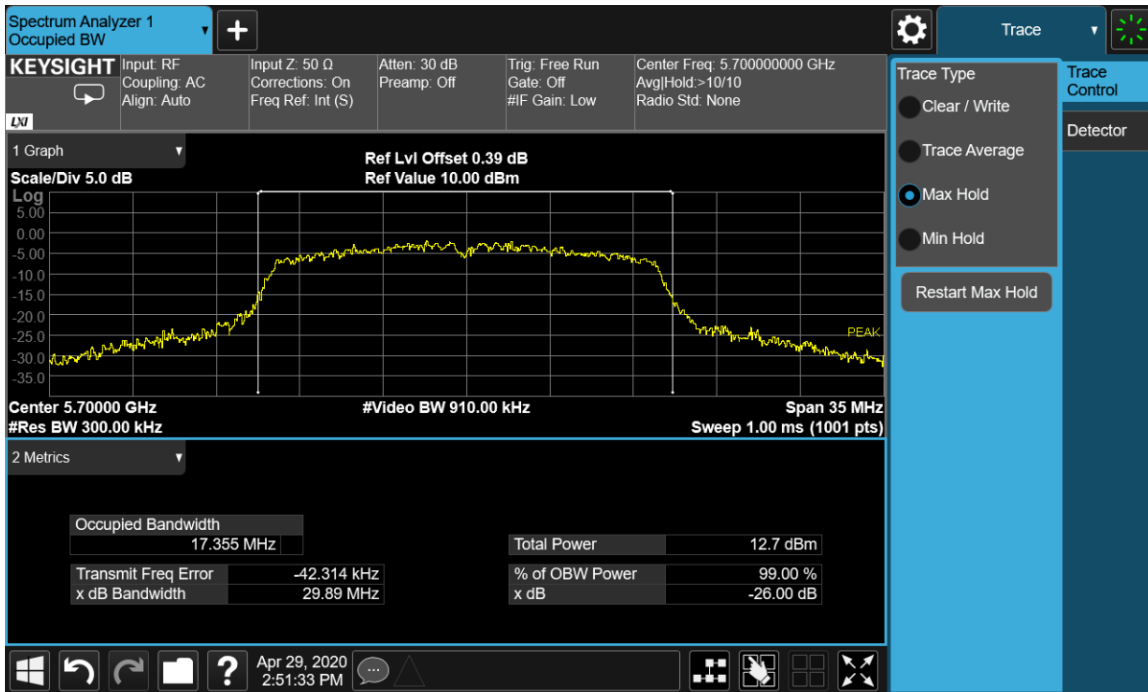 Spectrum Analyzer 1
Occupied BW
Trace
KEYSIGHT
LXI
Input: RF
Coupling: AC
Align: Auto
Input Z: 50 Ω
Corrections: On
Freq Ref: Int (S)
Atten: 30 dB
Preamp: Off
Trig: Free Run
Gate: Off
#IF Gain: Low
Center Freq: 5.700000000 GHz
Avg|Hold:>10/10
Radio Std: None
Trace Type
Clear / Write
Trace Average
Max Hold
Min Hold
Restart Max Hold
Trace
Control
Detector
1 Graph
Scale/Div 5.0 dB
Ref Lvl Offset 0.39 dB
Ref Value 10.00 dBm
Log
5.00
0.00
-5.00
-10.0
-15.0
-20.0
-25.0
-30.0
-35.0
PEAK
Center 5.70000 GHz
#Video BW 910.00 kHz
Span 35 MHz
#Res BW 300.00 kHz
Sweep 1.00 ms (1001 pts)
2 Metrics
Occupied Bandwidth
17.355 MHz
Total Power 12.7 dBm
Transmit Freq Error -42.314 kHz
% of OBW Power 99.00 %
x dB Bandwidth 29.89 MHz
x dB -26.00 dB
?
Apr 29, 2020
2:51:33 PM